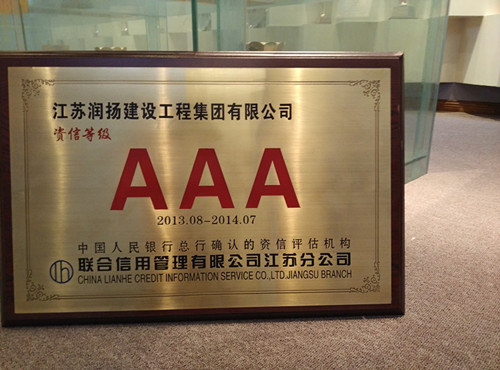 江苏润扬建设工程集团有限公司
资信等级
AAA
2013.08-2014.07
中国人民银行总行确认的资信评估机构
联合信用管理有限公司江苏分公司
CHINA LIANHE CREDIT INFORMATION SERVICE CO.,LTD.JIANGSU BRANCH